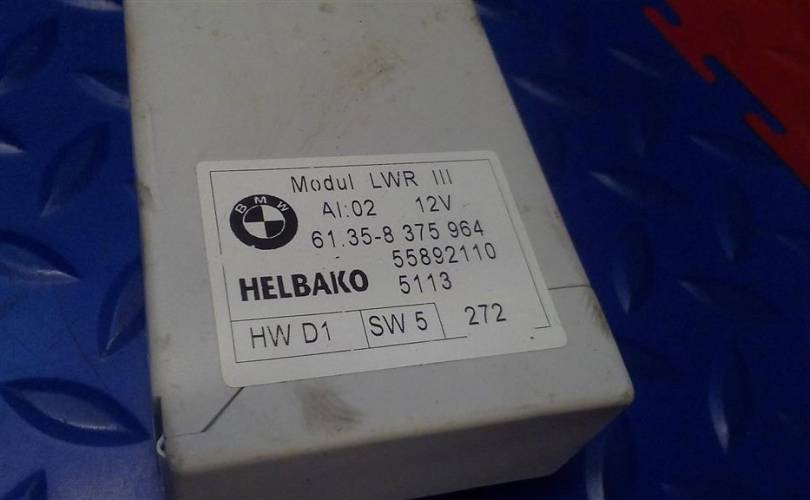 Modul LWR III
BMW
AI:02 12V
61.35-8 375 964
55892110
HELBAKO 5113
HW D1 SW 5 272